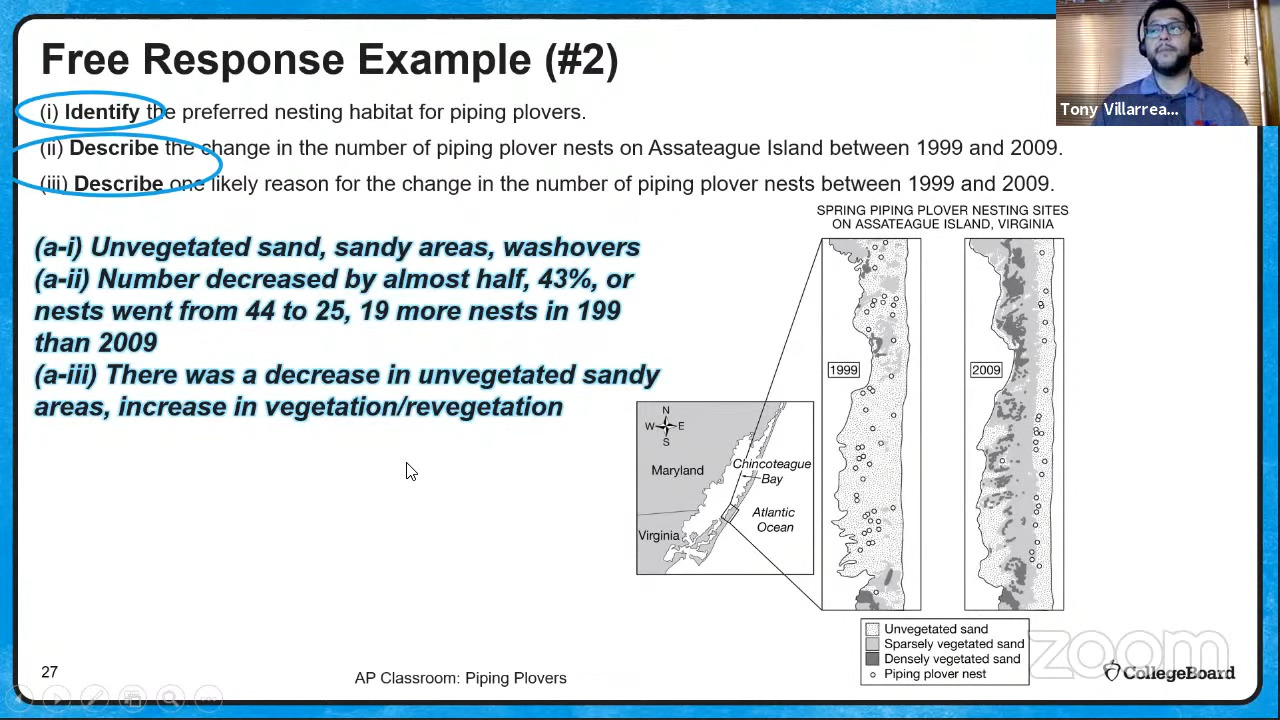 Free Response Example (#2)
(i) Identify the preferred nesting habitat for piping plovers.
(ii) Describe the change in the number of piping plover nests on Assateague Island between 1999 and 2009.
(iii) Describe one likely reason for the change in the number of piping plover nests between 1999 and 2009.
Tony Villarrea...
(a-i) Unvegetated sand, sandy areas, washovers
(a-ii) Number decreased by almost half, 43%, or
nests went from 44 to 25, 19 more nests in 199
than 2009
(a-iii) There was a decrease in unvegetated sandy
areas, increase in vegetation/revegetation
SPRING PIPING PLOVER NESTING SITES
ON ASSATEAGUE ISLAND, VIRGINIA
1999
2009
N
W E
S
Maryland
Chincoteague
Bay
Atlantic
Ocean
Virginia
Unvegetated sand
Sparsely vegetated sand
Densely vegetated sand
Piping plover nest
zoom
27
AP Classroom: Piping Plovers
CollegeBoard